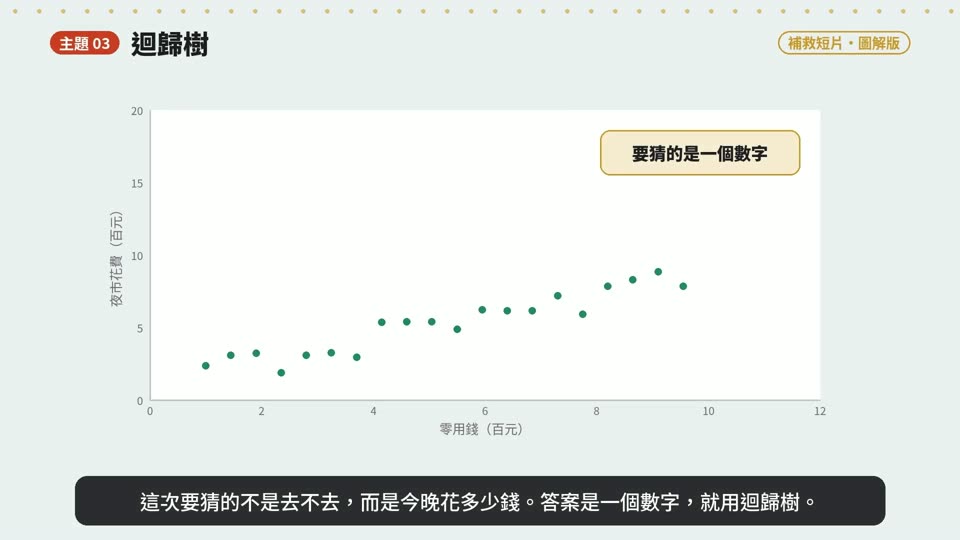 主題 03
迴歸樹
補救短片・圖解版
要猜的是一個數字
夜市花費（百元）
20
15
10
5
0
0 2 4 6 8 10 12
零用錢（百元）
這次要猜的不是去不去，而是今晚花多少錢。答案是一個數字，就用迴歸樹。